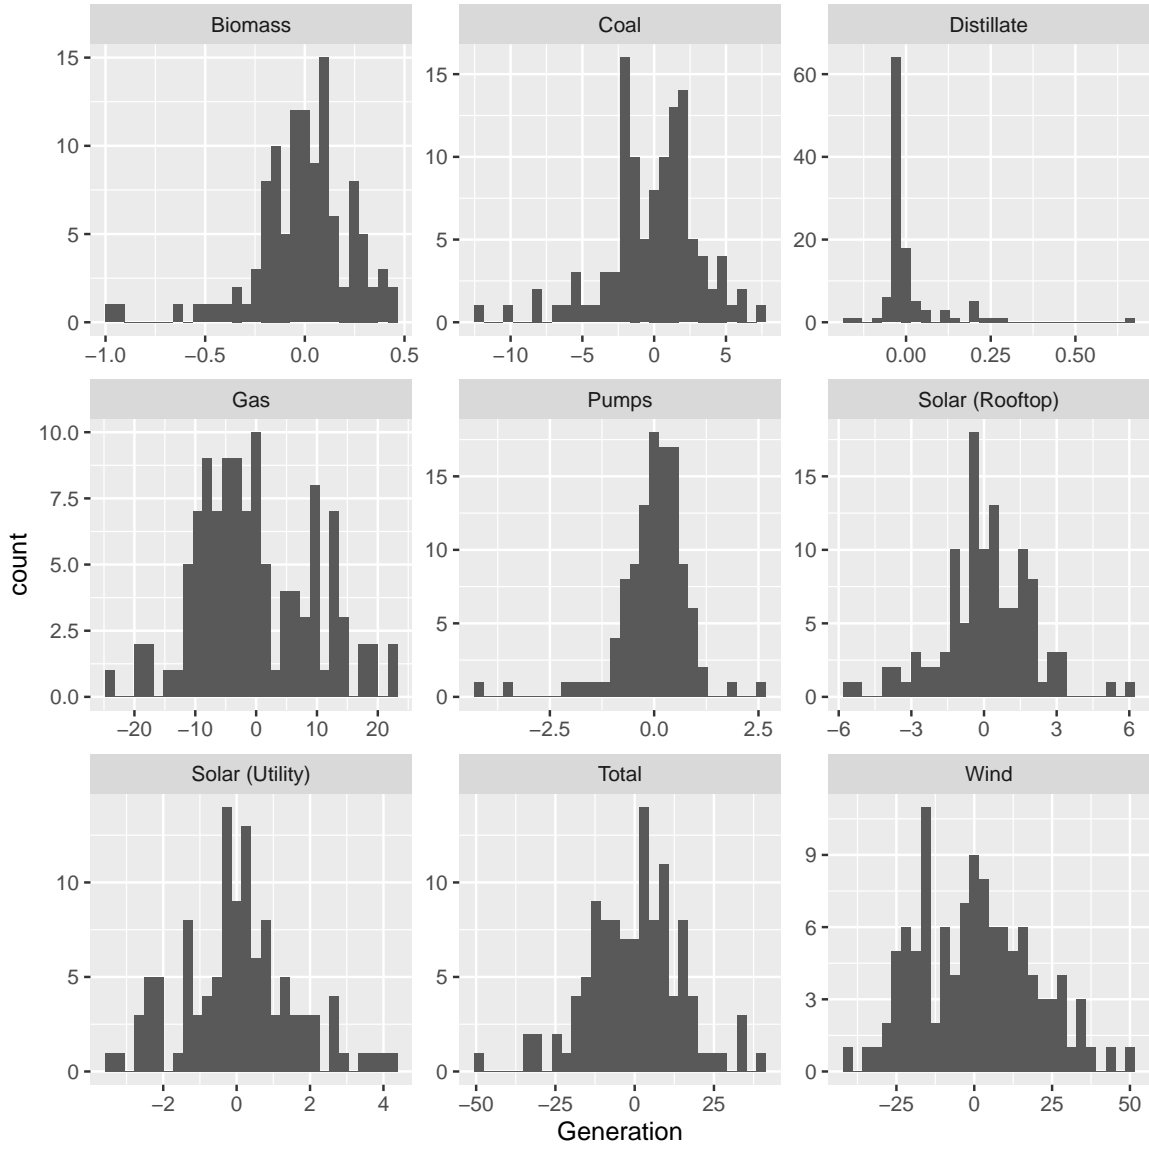 Biomass Coal Distillate
15
10
5
0
−1.0 −0.5 0.0 0.5
15
10
5
0
−10 −5 0 5
60
40
20
0
0.00 0.25 0.50
Gas Pumps Solar (Rooftop)
10.0
7.5
5.0
2.5
0.0
−20 −10 0 10 20
15
10
5
0
−2.5 0.0 2.5
15
10
5
0
−6 −3 0 3 6
Solar (Utility) Total Wind
10
5
0
−2 0 2 4
10
5
0
−50 −25 0 25
9
6
3
0
−25 0 25 50
count
Generation